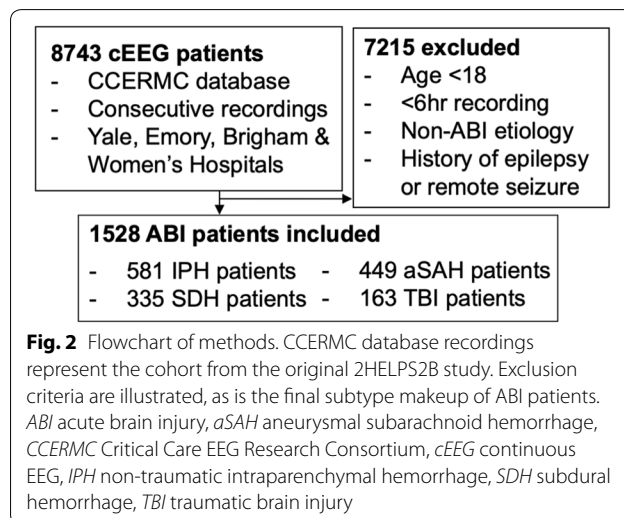 8743 cEEG patients
- CCERMC database
- Consecutive recordings
- Yale, Emory, Brigham &
Women's Hospitals
7215 excluded
- Age <18
- <6hr recording
- Non-ABI etiology
- History of epilepsy
or remote seizure
1528 ABI patients included
- 581 IPH patients - 449 aSAH patients
- 335 SDH patients - 163 TBI patients
Fig. 2 Flowchart of methods. CCERMC database recordings
represent the cohort from the original 2HELPS2B study. Exclusion
criteria are illustrated, as is the final subtype makeup of ABI patients.
ABI acute brain injury, aSAH aneurysmal subarachnoid hemorrhage,
CCERMC Critical Care EEG Research Consortium, cEEG continuous
EEG, IPH non-traumatic intraparenchymal hemorrhage, SDH subdural
hemorrhage, TBI traumatic brain injury